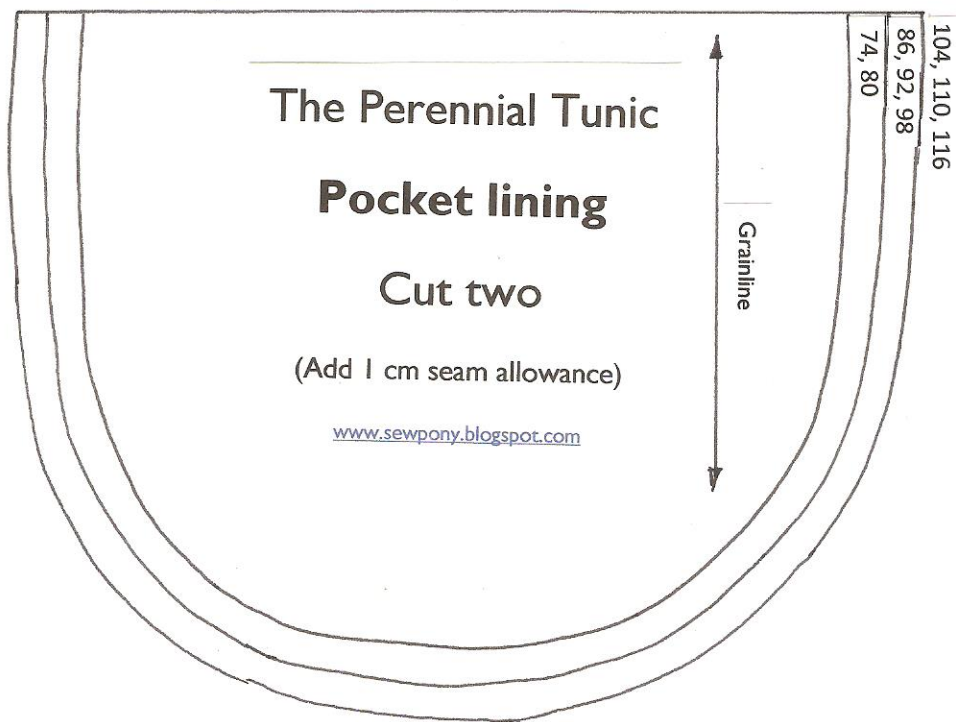 The Perennial Tunic
Pocket lining
Cut two
(Add 1 cm seam allowance)
www.sewpony.blogspot.com
Grainline
74, 80
86, 92, 98
104, 110, 116